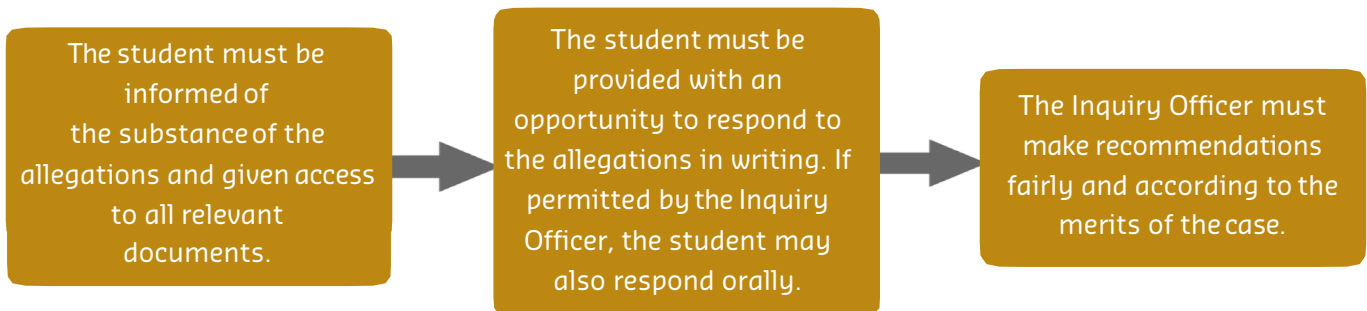 The student must be
informed of
the substance of the
allegations and given access
to all relevant
documents.
The student must be
provided with an
opportunity to respond to
the allegations in writing. If
permitted by the Inquiry
Officer, the student may
also respond orally.
The Inquiry Officer must
make recommendations
fairly and according to the
merits of the case.